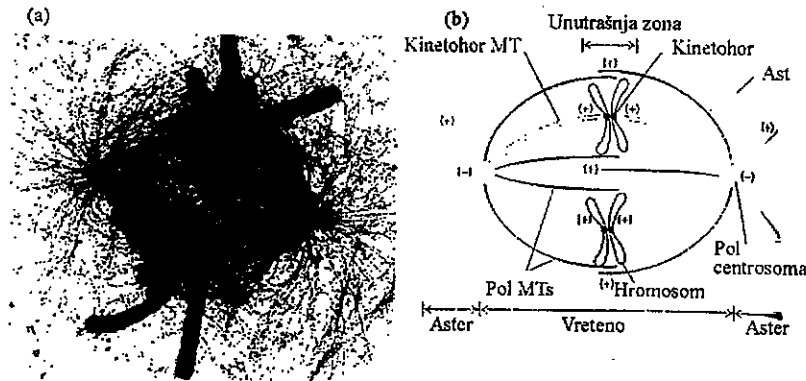 (a)
(b)
Unutrašnja zona
Kinetohor MT
Kinetohor
Ast
(+)
(+) (+)
(+)
(+)
(−)
(+)
(−)
(+) (+)
Pol
centrosoma
Pol MTs
(+)
Hromosom
Aster
Vreteno
Aster